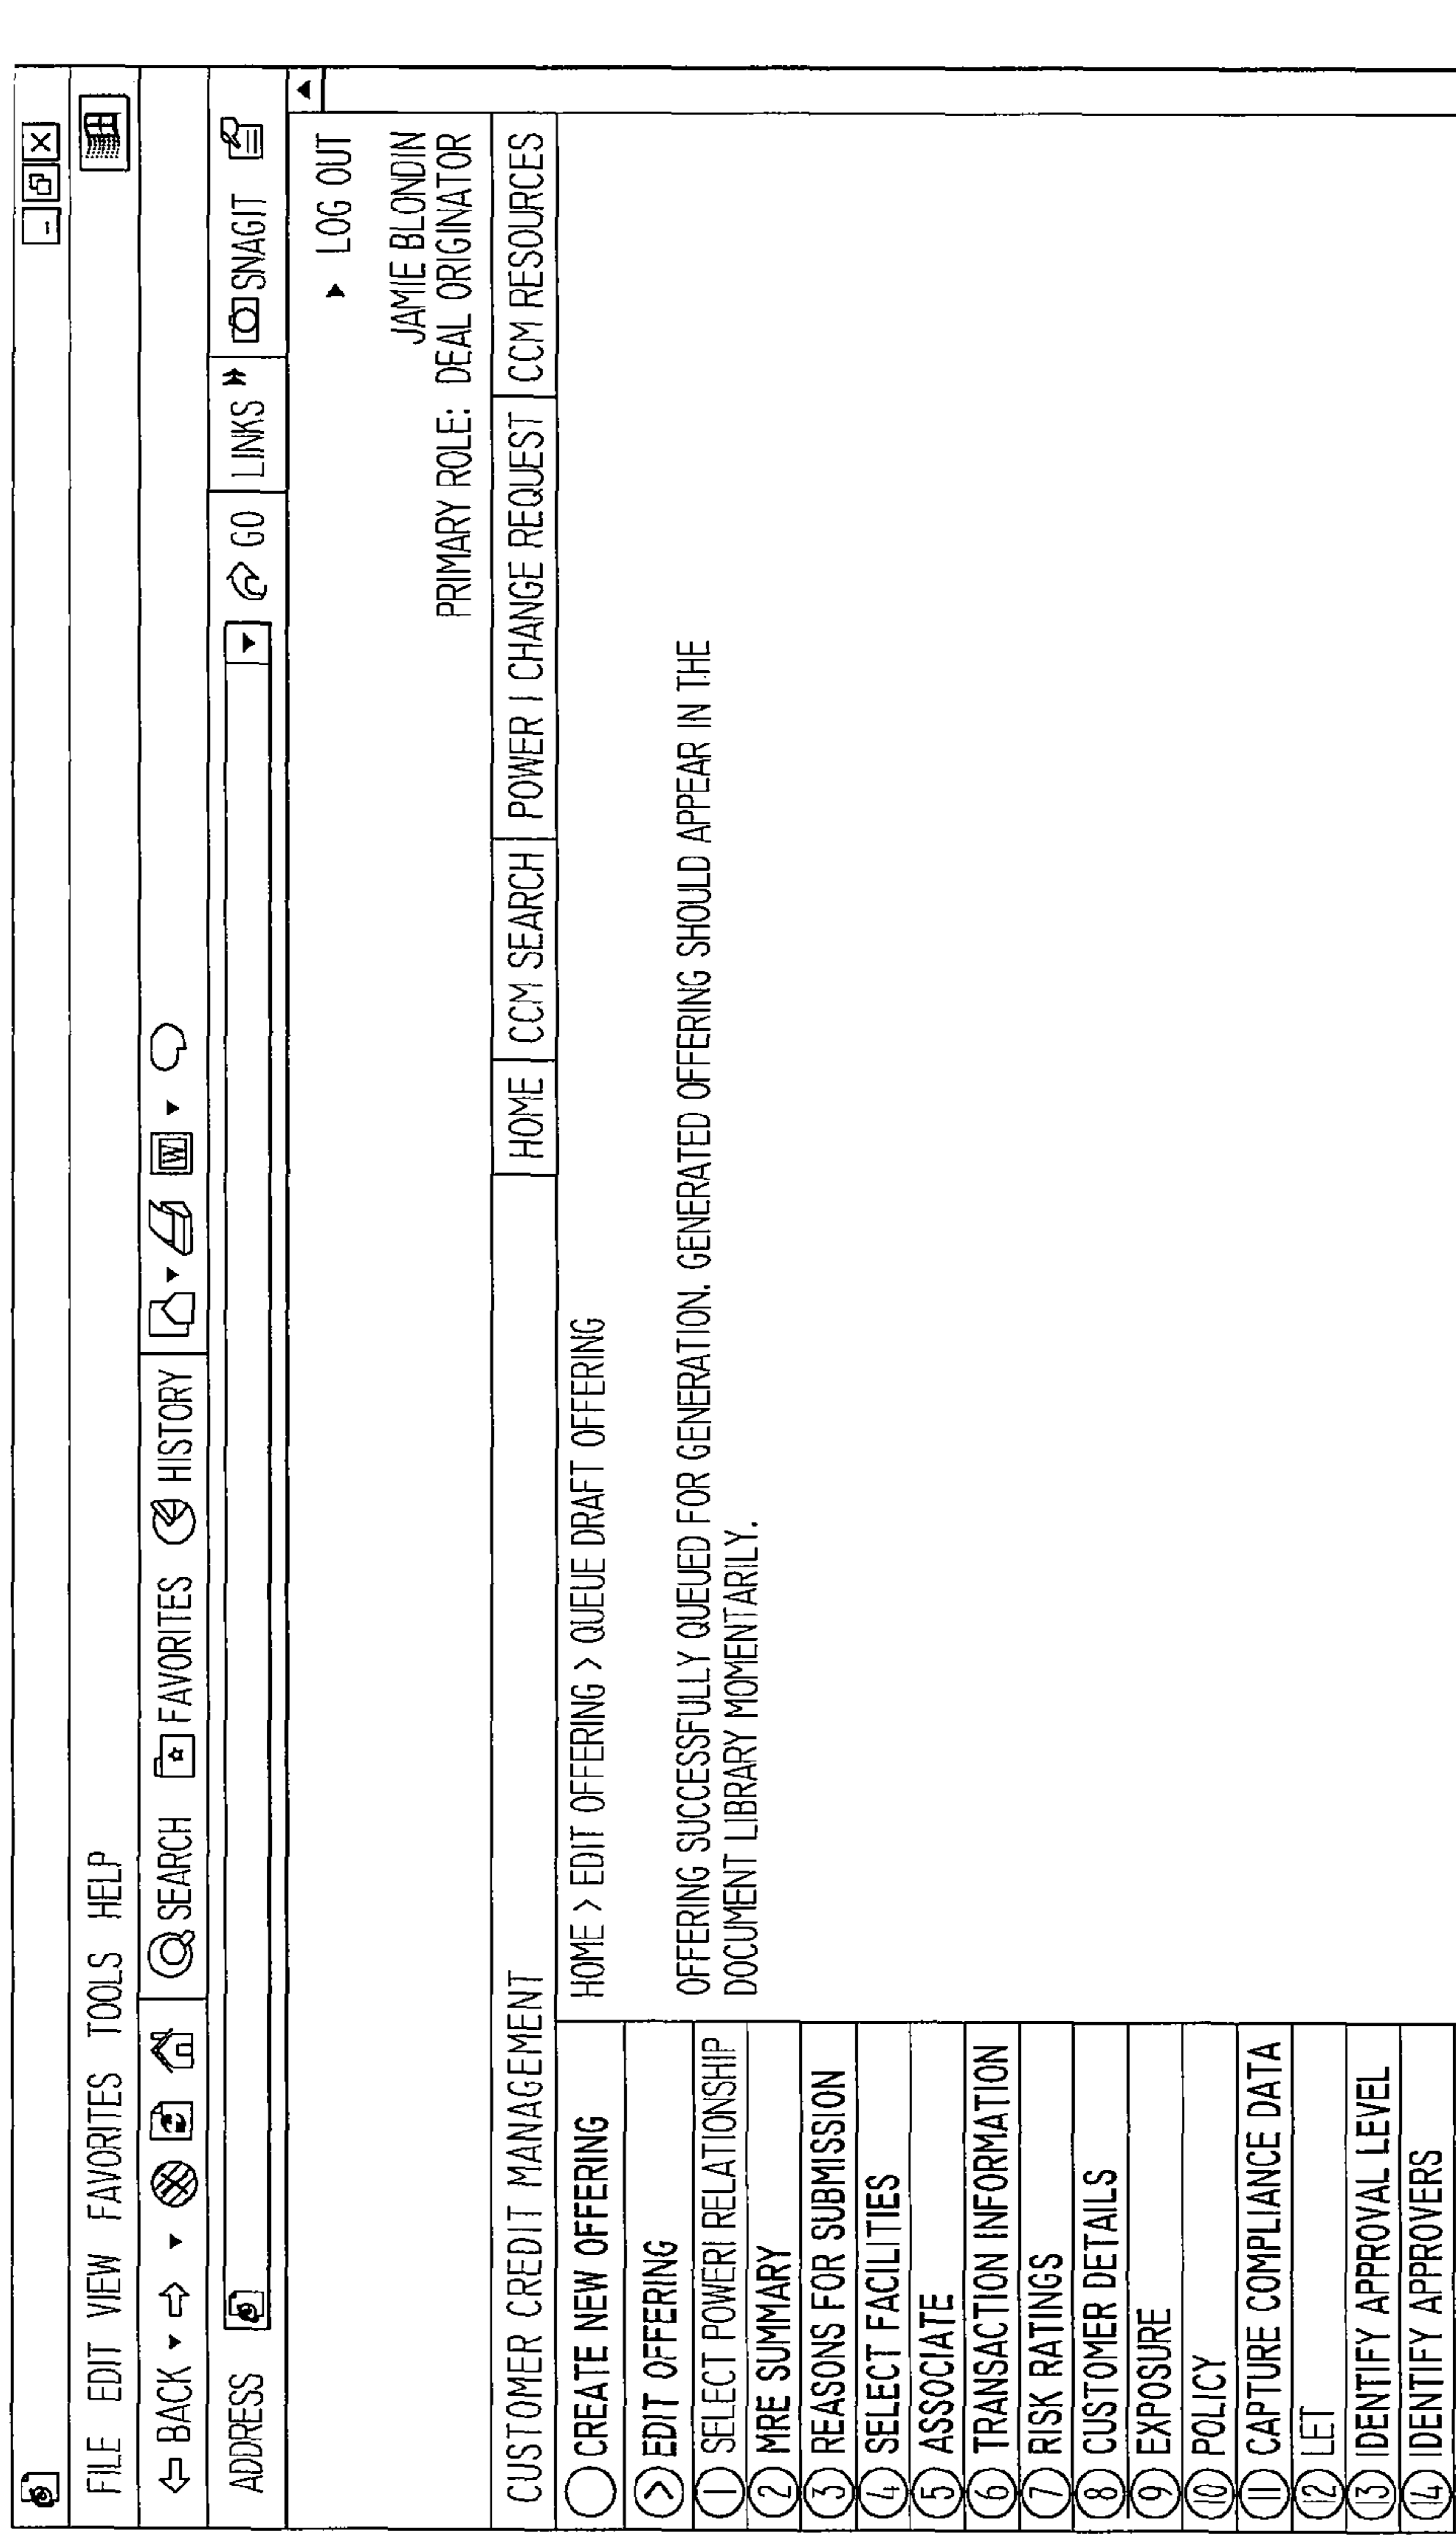 FILE EDIT VIEW FAVORITES TOOLS HELP
BACK SEARCH FAVORITES HISTORY W
ADDRESS GO LINKS » SNAGIT
LOG OUT
JAMIE BLONDIN
PRIMARY ROLE: DEAL ORIGINATOR
CUSTOMER CREDIT MANAGEMENT HOME CCM SEARCH POWER I CHANGE REQUEST CCM RESOURCES
HOME > EDIT OFFERING > QUEUE DRAFT OFFERING
OFFERING SUCCESSFULLY QUEUED FOR GENERATION. GENERATED OFFERING SHOULD APPEAR IN THE
DOCUMENT LIBRARY MOMENTARILY.
CREATE NEW OFFERING
> EDIT OFFERING
1 SELECT POWERI RELATIONSHIP
2 MRE SUMMARY
3 REASONS FOR SUBMISSION
4 SELECT FACILITIES
5 ASSOCIATE
6 TRANSACTION INFORMATION
7 RISK RATINGS
8 CUSTOMER DETAILS
9 EXPOSURE
10 POLICY
11 CAPTURE COMPLIANCE DATA
12 LET
13 IDENTIFY APPROVAL LEVEL
14 IDENTIFY APPROVERS